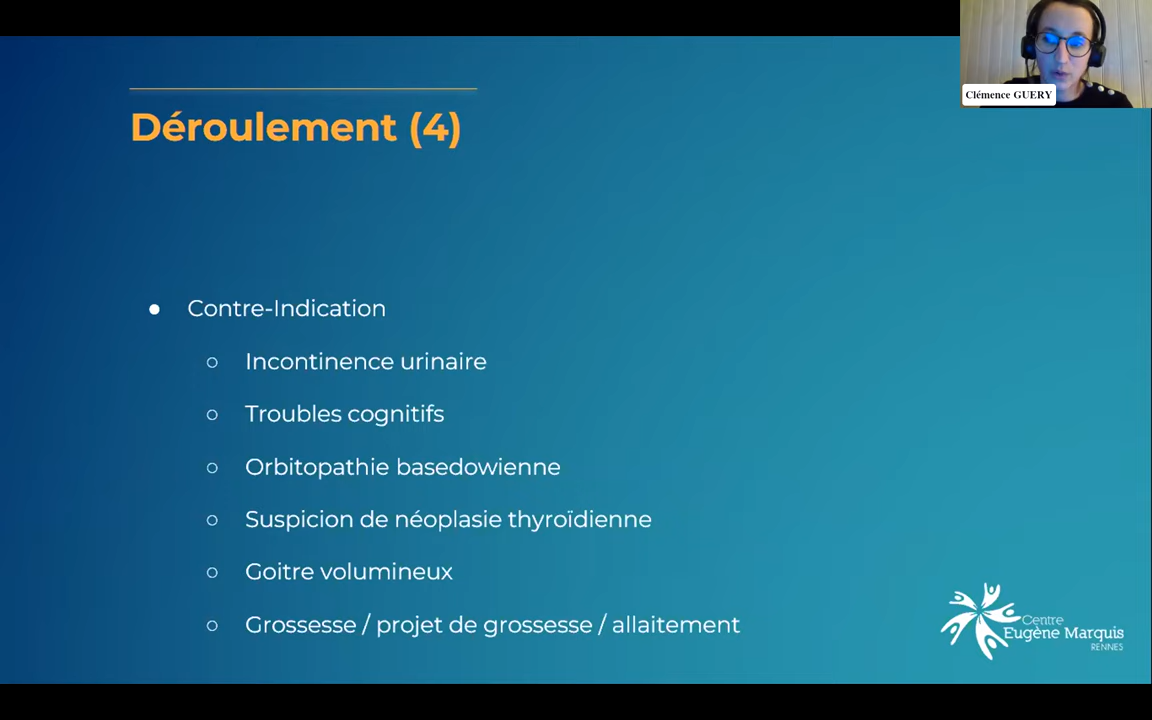 Clémence GUERY
Déroulement (4)
Contre-Indication
Incontinence urinaire
Troubles cognitifs
Orbitopathie basedowienne
Suspicion de néoplasie thyroïdienne
Goitre volumineux
Grossesse / projet de grossesse / allaitement
Centre
Eugène Marquis
RENNES